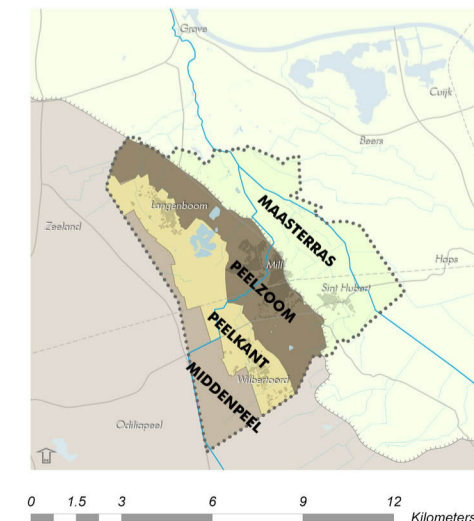 Grave
Cuijk
Beers
Langenboom
MAASTERRAS
Zeeland
Mill
Haps
PEELZOOM
Sint Hubert
PEELKANT
Wilbertoord
MIDDENPEEL
Odiliapeel
0 1.5 3 6 9 12
Kilometers